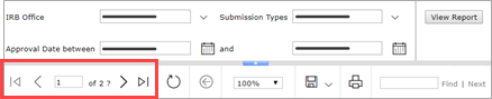 IRB Office Submission Types View Report
Approval Date between and
1 of 2 ? 100% Find | Next